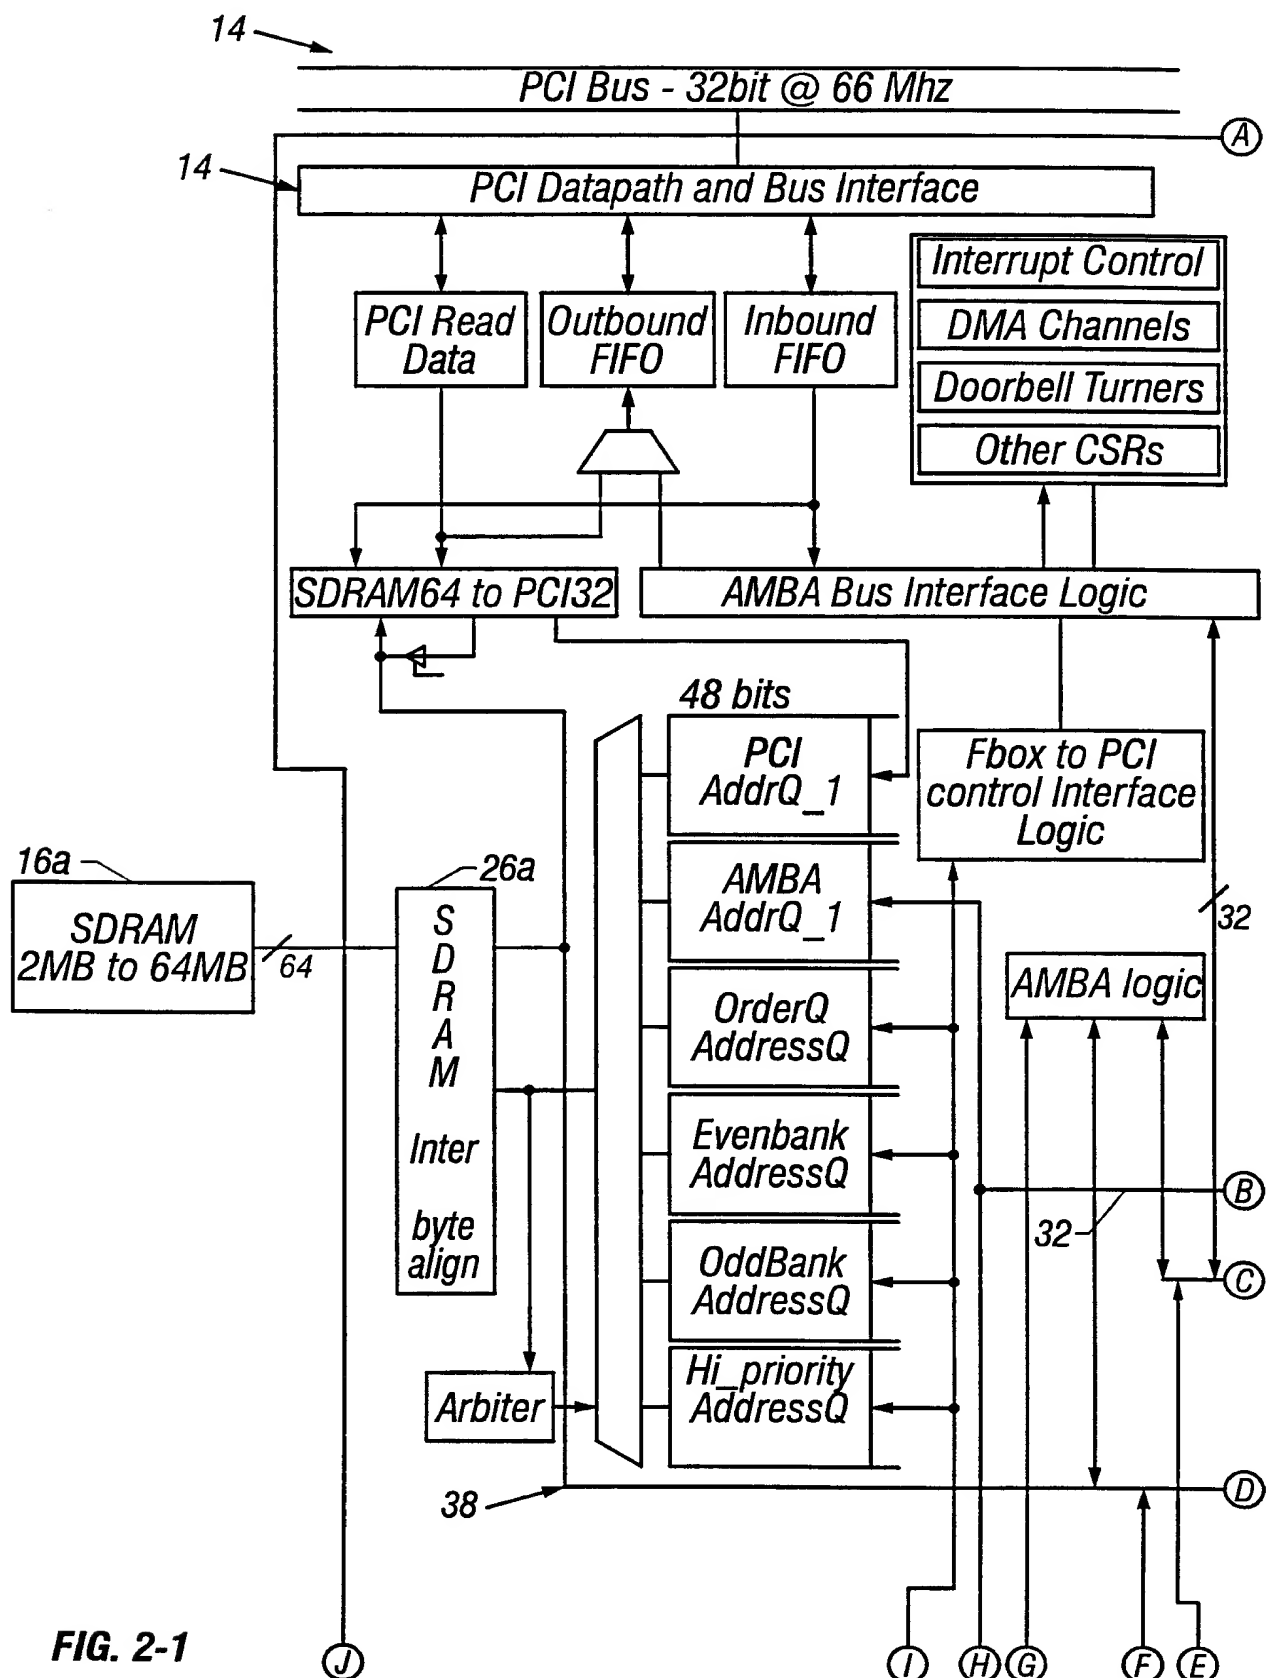 14
PCI Bus - 32bit @ 66 Mhz
A
14
PCI Datapath and Bus Interface
Interrupt Control
DMA Channels
Doorbell Turners
Other CSRs
PCI Read
Data
Outbound
FIFO
Inbound
FIFO
SDRAM64 to PCI32
AMBA Bus Interface Logic
48 bits
PCI
AddrQ_1
Fbox to PCI
control Interface
Logic
16a
SDRAM
2MB to 64MB
64
26a
S
D
R
A
M
Inter
byte
align
AMBA
AddrQ_1
32
AMBA logic
OrderQ
AddressQ
Evenbank
AddressQ
B
32
OddBank
AddressQ
C
Hi_priority
AddressQ
Arbiter
38
D
FIG. 2-1
J
I
H
G
F
E